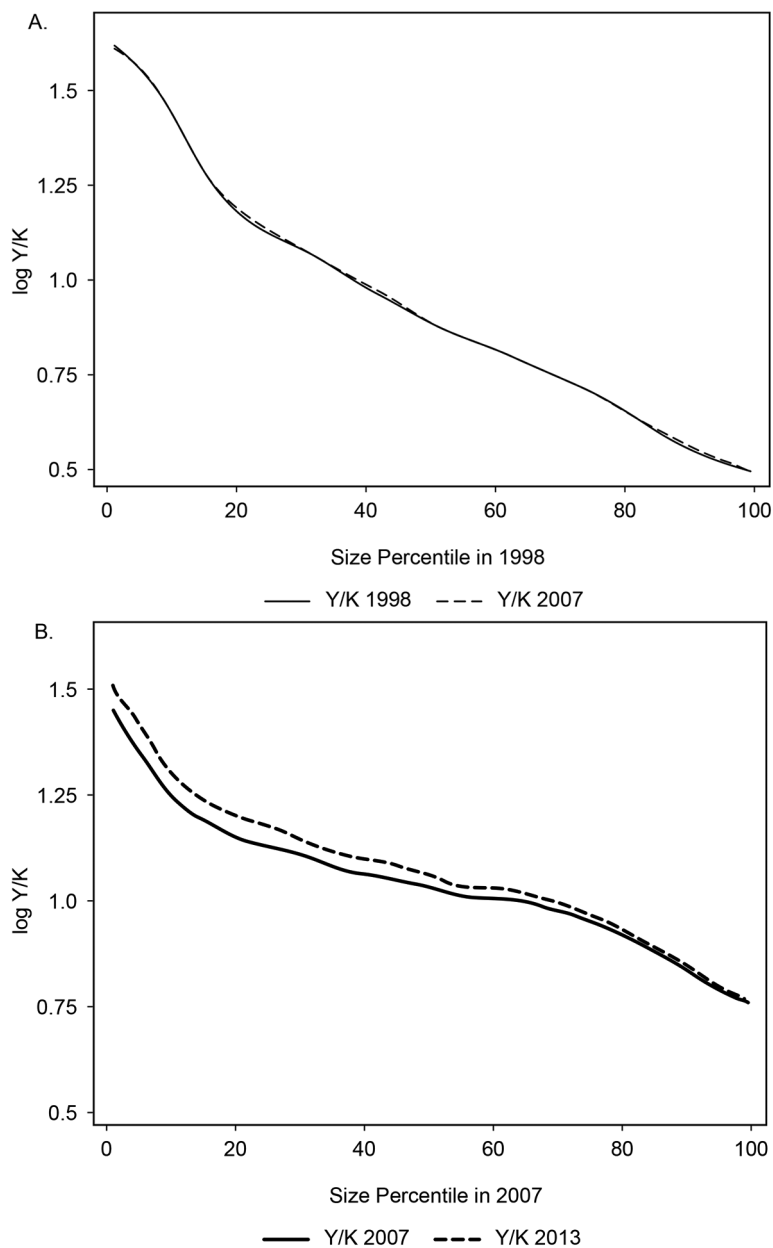 A.
1.5
1.25
1.0
0.75
0.5
log Y/K
0 20 40 60 80 100
Size Percentile in 1998
Y/K 1998 Y/K 2007
B.
1.5
1.25
1.0
0.75
0.5
log Y/K
0 20 40 60 80 100
Size Percentile in 2007
Y/K 2007 Y/K 2013